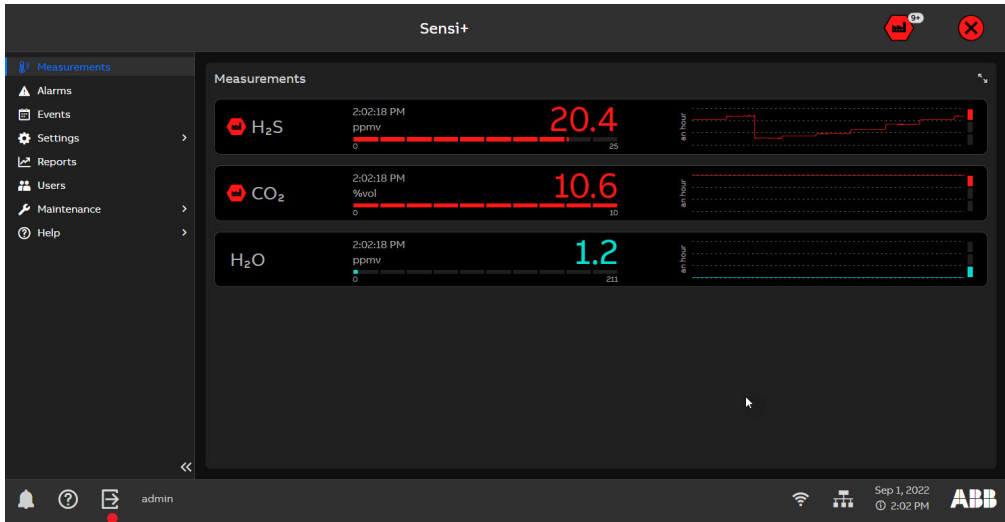 Sensi+
9+
Measurements
Alarms
Events
Settings
Reports
Users
Maintenance
Help
Measurements
H₂S
2:02:18 PM
ppmv
20.4
0
25
an hour
CO₂
2:02:18 PM
%vol
10.6
0
10
an hour
H₂O
2:02:18 PM
ppmv
1.2
0
211
an hour
admin
Sep 1, 2022
2:02 PM
ABB